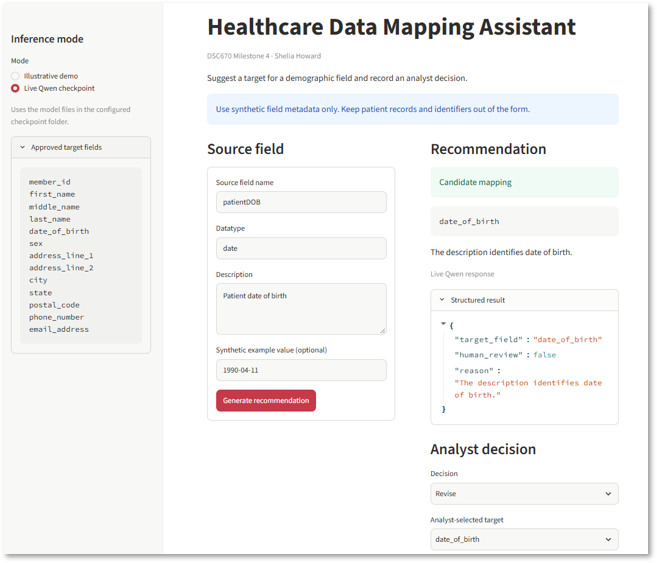 Healthcare Data Mapping Assistant
DSC670 Milestone 4 - Shelia Howard
Suggest a target for a demographic field and record an analyst decision.
Use synthetic field metadata only. Keep patient records and identifiers out of the form.
Inference mode
Mode
Illustrative demo
Live Qwen checkpoint
Uses the model files in the configured
checkpoint folder.
Approved target fields
member_id
first_name
middle_name
last_name
date_of_birth
sex
address_line_1
address_line_2
city
state
postal_code
phone_number
email_address
Source field
Source field name
patientDOB
Datatype
date
Description
Patient date of birth
Synthetic example value (optional)
1990-04-11
Generate recommendation
Recommendation
Candidate mapping
date_of_birth
The description identifies date of birth.
Live Qwen response
Structured result
{
"target_field" : "date_of_birth"
"human_review" : false
"reason" :
"The description identifies date
of birth."
}
Analyst decision
Decision
Revise
Analyst-selected target
date_of_birth